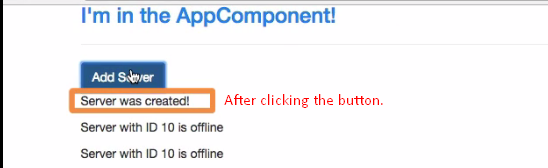 I'm in the AppComponent!
Add Server
Server was created!
After clicking the button.
Server with ID 10 is offline
Server with ID 10 is offline